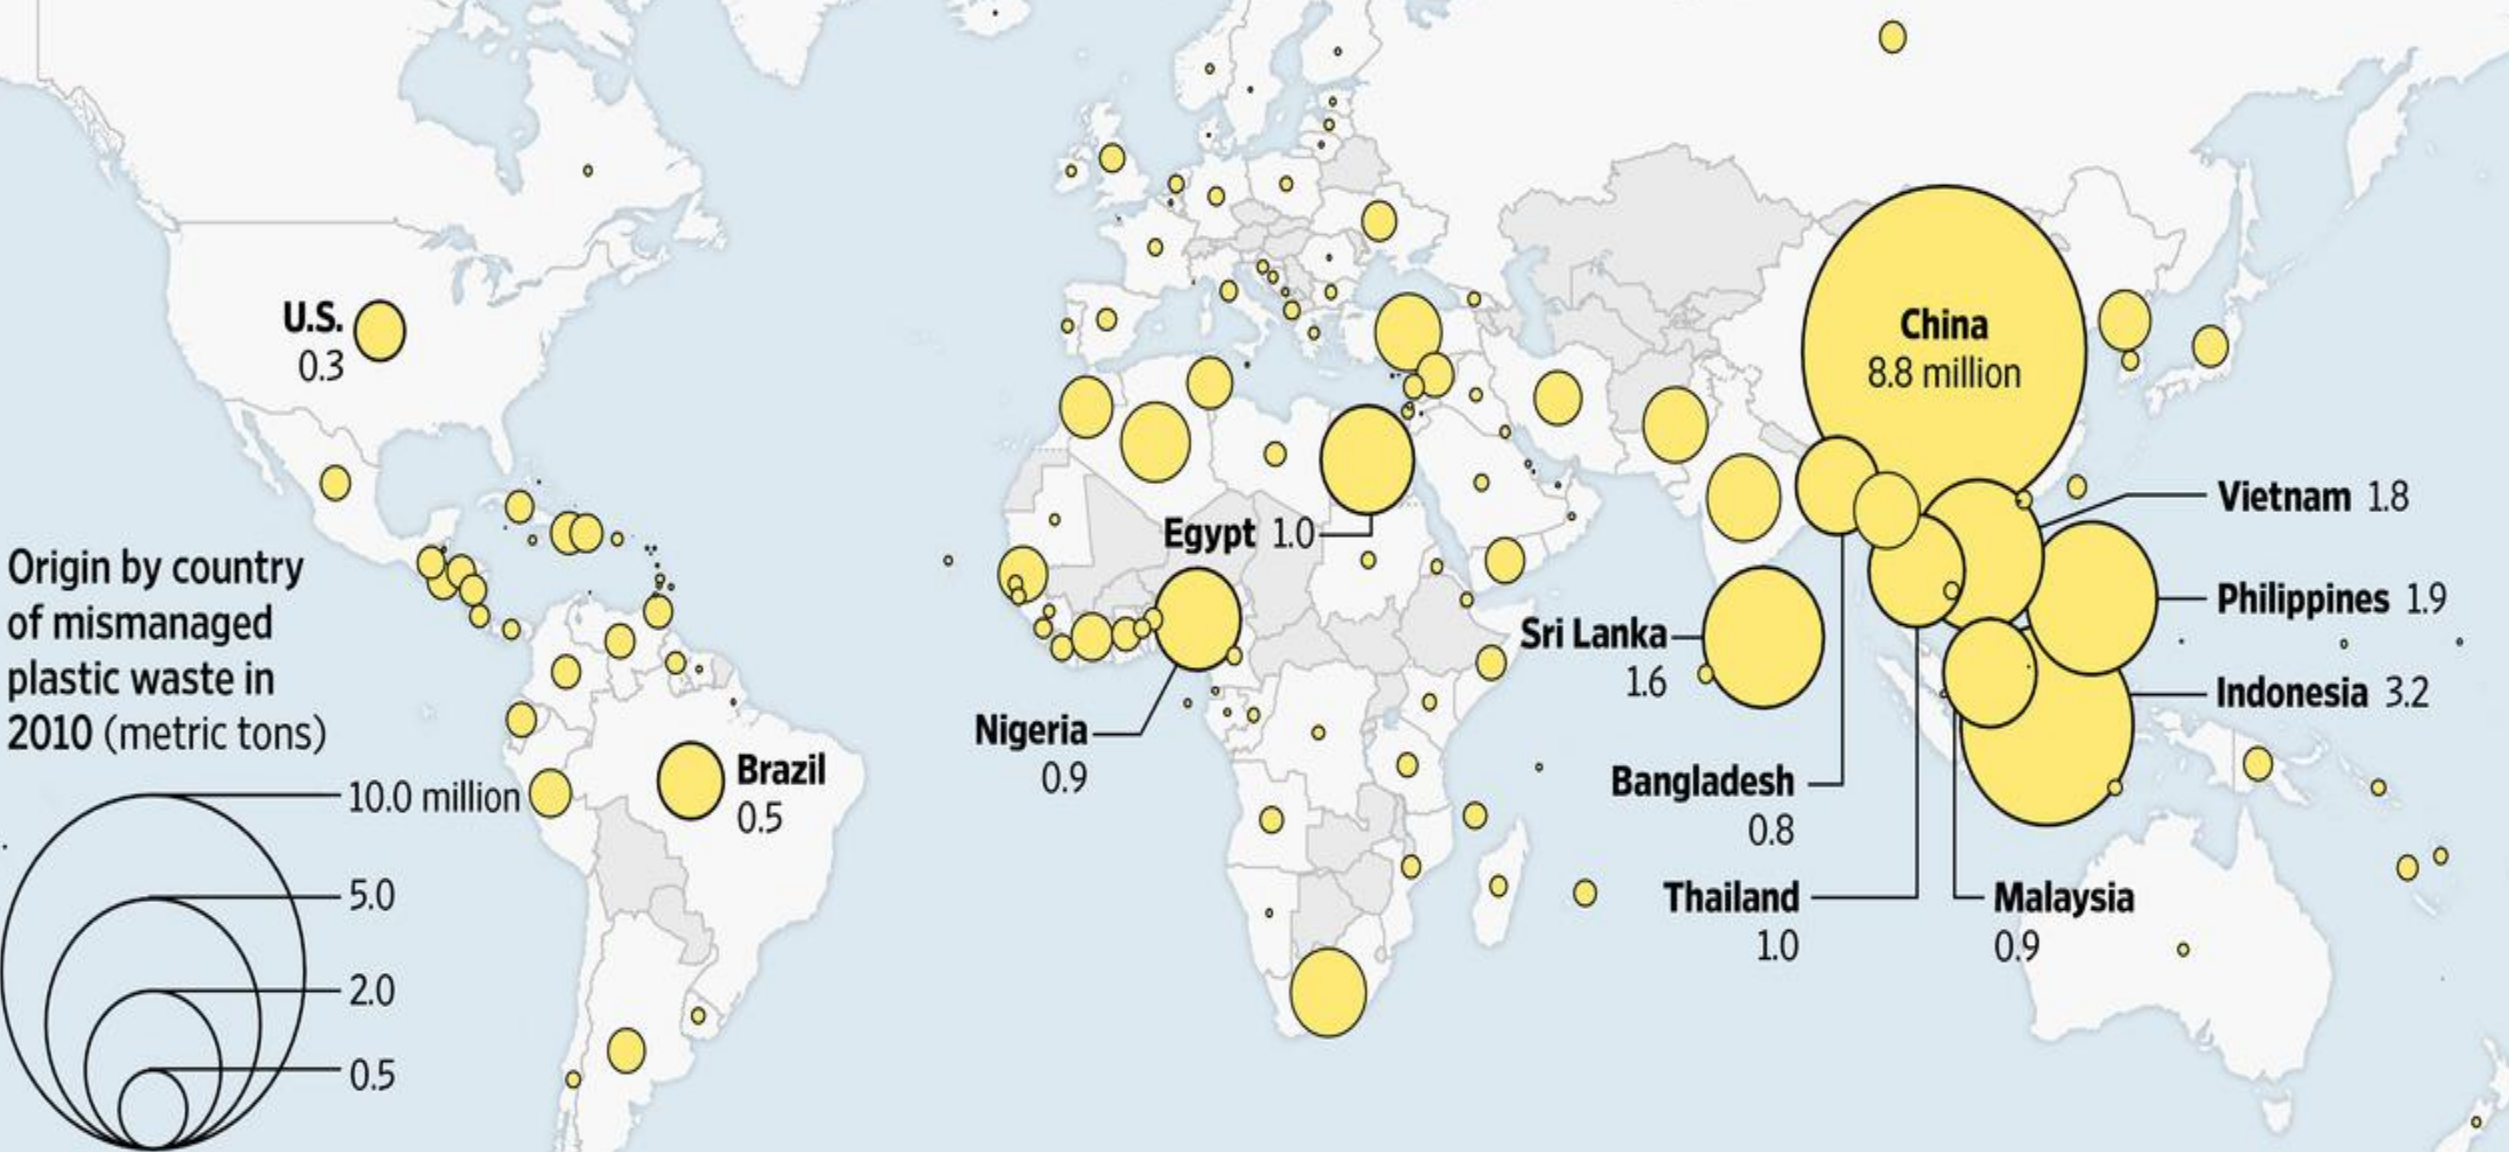 U.S.
0.3
Origin by country
of mismanaged
plastic waste in
2010 (metric tons)
10.0 million
5.0
2.0
0.5
Brazil
0.5
Egypt 1.0
Nigeria
0.9
China
8.8 million
Vietnam 1.8
Philippines 1.9
Indonesia 3.2
Sri Lanka
1.6
Bangladesh
0.8
Thailand
1.0
Malaysia
0.9